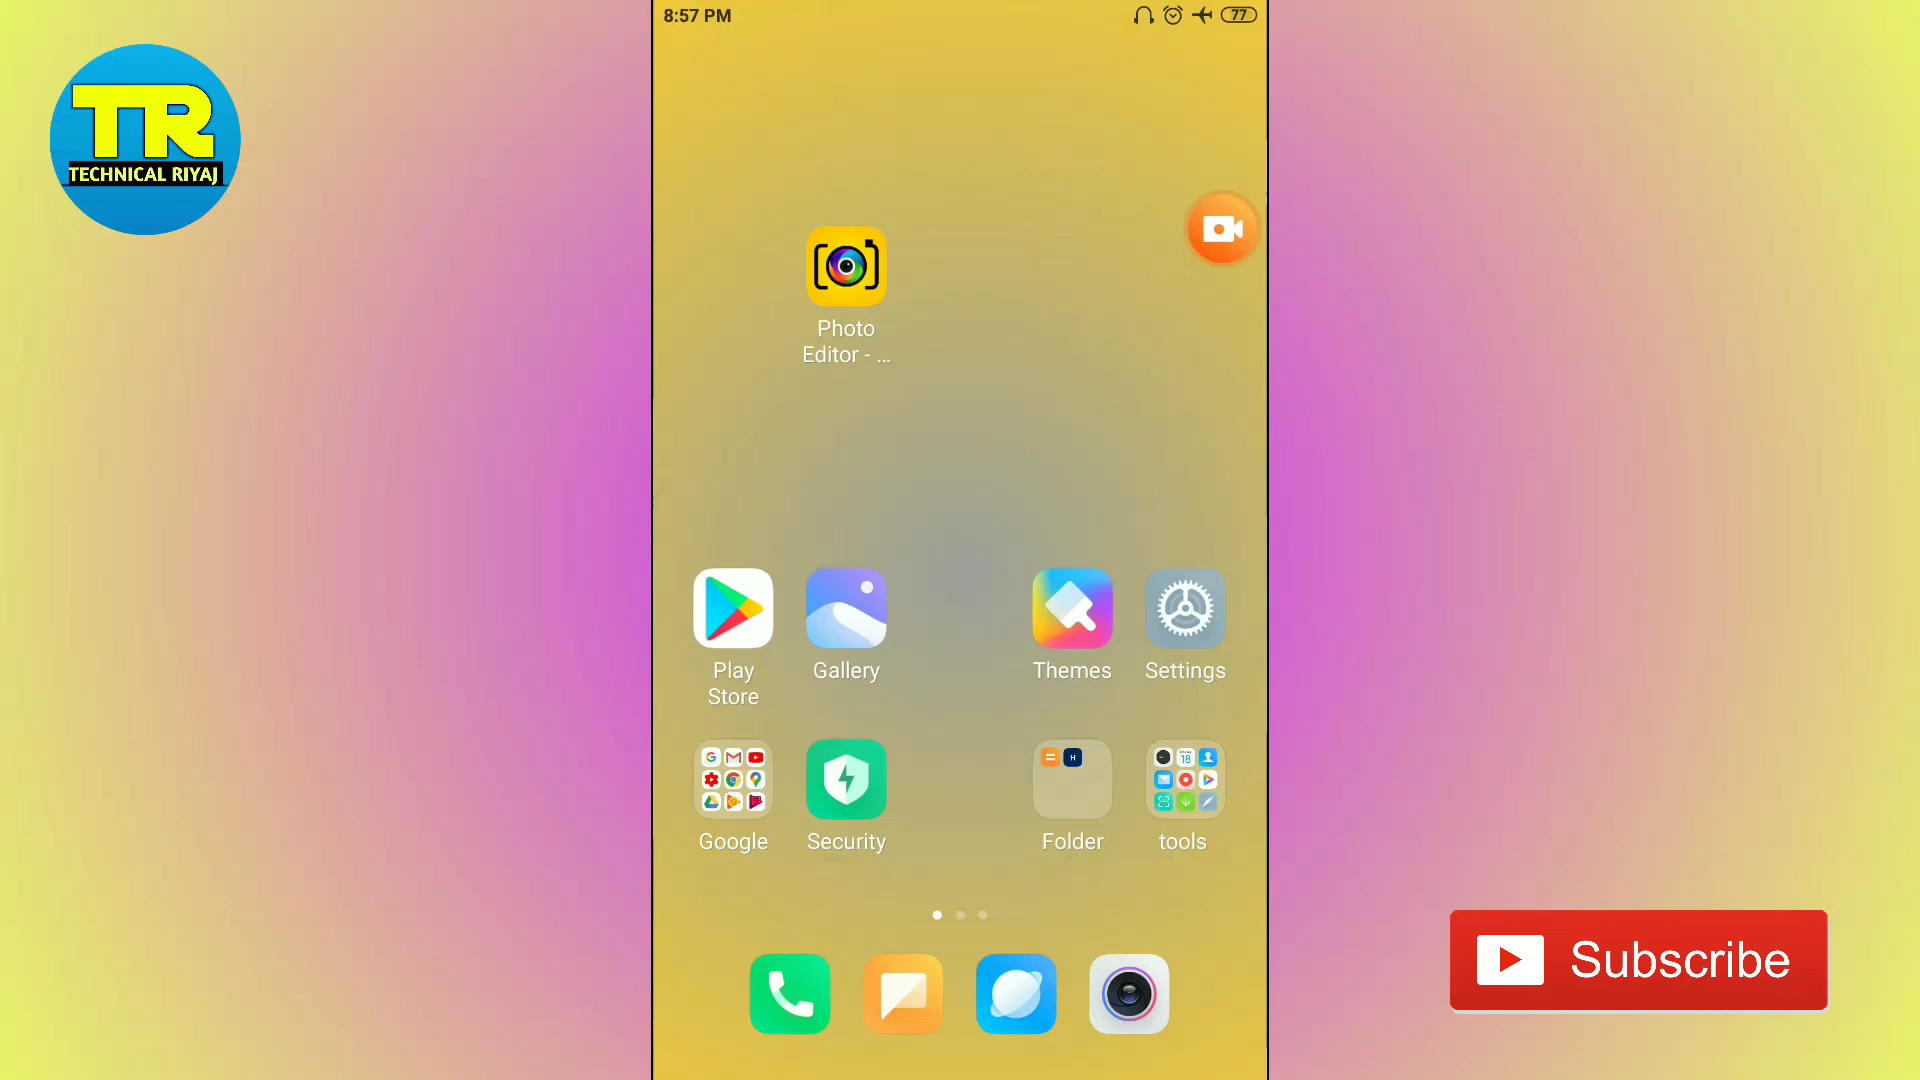 8:57 PM
77
TR
TECHNICAL RIYAJ
Photo
Editor - ...
Play
Store
Gallery
Themes
Settings
18
H
Google
Security
Folder
tools
Subscribe